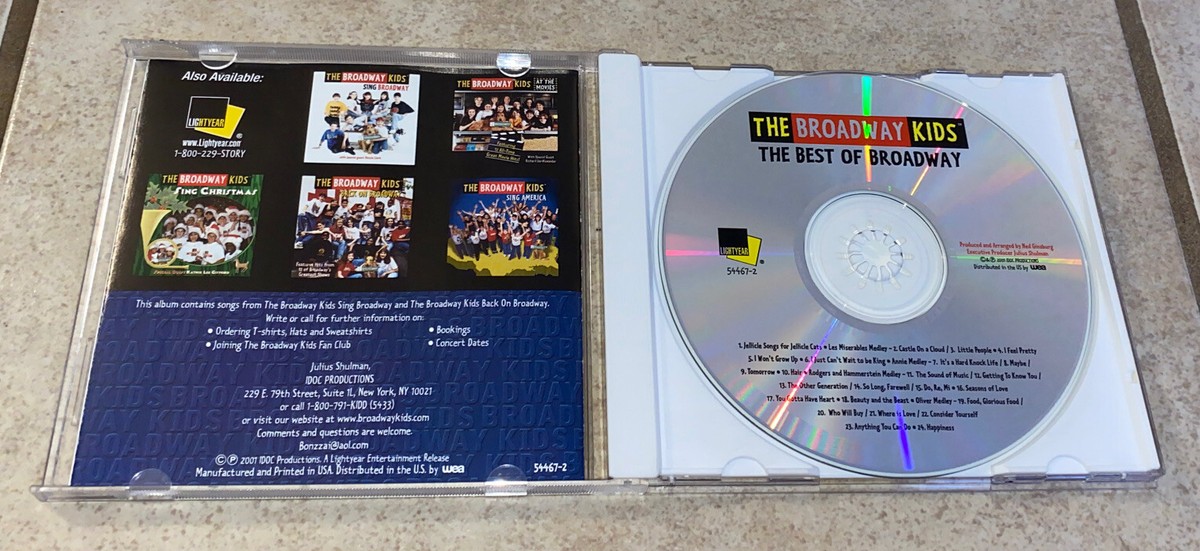 Also Available:
LIGHTYEAR®
www.Lightyear.com
1-800-229-STORY
THE BROADWAY KIDS
SING BROADWAY
THE BROADWAY KIDS
AT THE
MOVIES
THE BROADWAY KIDS
SING CHRISTMAS
THE BROADWAY KIDS
BACK ON BROADWAY
THE BROADWAY KIDS
SING AMERICA
This album contains songs from The Broadway Kids Sing Broadway and The Broadway Kids Back On Broadway.
Write or call for further information on:
• Ordering T-shirts, Hats and Sweatshirts • Bookings
• Joining The Broadway Kids Fan Club • Concert Dates
Julius Shulman,
IDOC PRODUCTIONS
229 E. 79th Street, Suite 1L, New York, NY 10021
or call 1-800-791-KIDD (5433)
or visit our website at www.broadwaykids.com
Comments and questions are welcome.
Bonzzai@aol.com
©℗ 2001 IDOC Productions. A Lightyear Entertainment Release
Manufactured and Printed in USA. Distributed in the U.S. by wea 54467-2
THE BROADWAY KIDS™
THE BEST OF BROADWAY
LIGHTYEAR
54467-2
Produced and Arranged by Ned Ginsburg
Executive Producer Julius Shulman
©&℗ 2001 IDOC PRODUCTIONS
Distributed in the US by wea
1. Jellicle Songs for Jellicle Cats • Les Miserables Medley – 2. Castle On a Cloud / 3. Little People • 4. I Feel Pretty
5. I Won't Grow Up • 6. I Just Can't Wait to be King • Annie Medley – 7. It's a Hard Knock Life / 8. Maybe /
9. Tomorrow • 10. Hair • Rodgers and Hammerstein Medley – 11. The Sound of Music / 12. Getting To Know You /
13. The Other Generation / 14. So Long, Farewell / 15. Do, Re, Mi • 16. Seasons of Love
17. You Gotta Have Heart • 18. Beauty and the Beast • Oliver Medley – 19. Food, Glorious Food /
20. Who Will Buy / 21. Where is Love / 22. Consider Yourself
23. Anything You Can Do • 24. Happiness